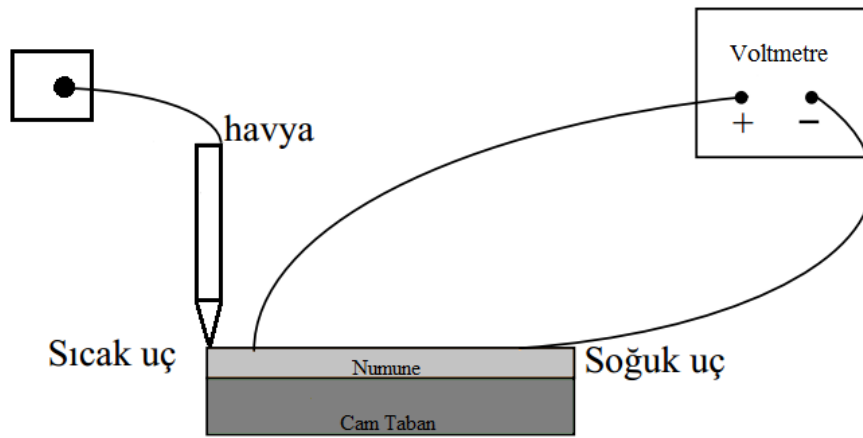 Voltmetre
+ −
havya
Sıcak uç
Numune
Soğuk uç
Cam Taban